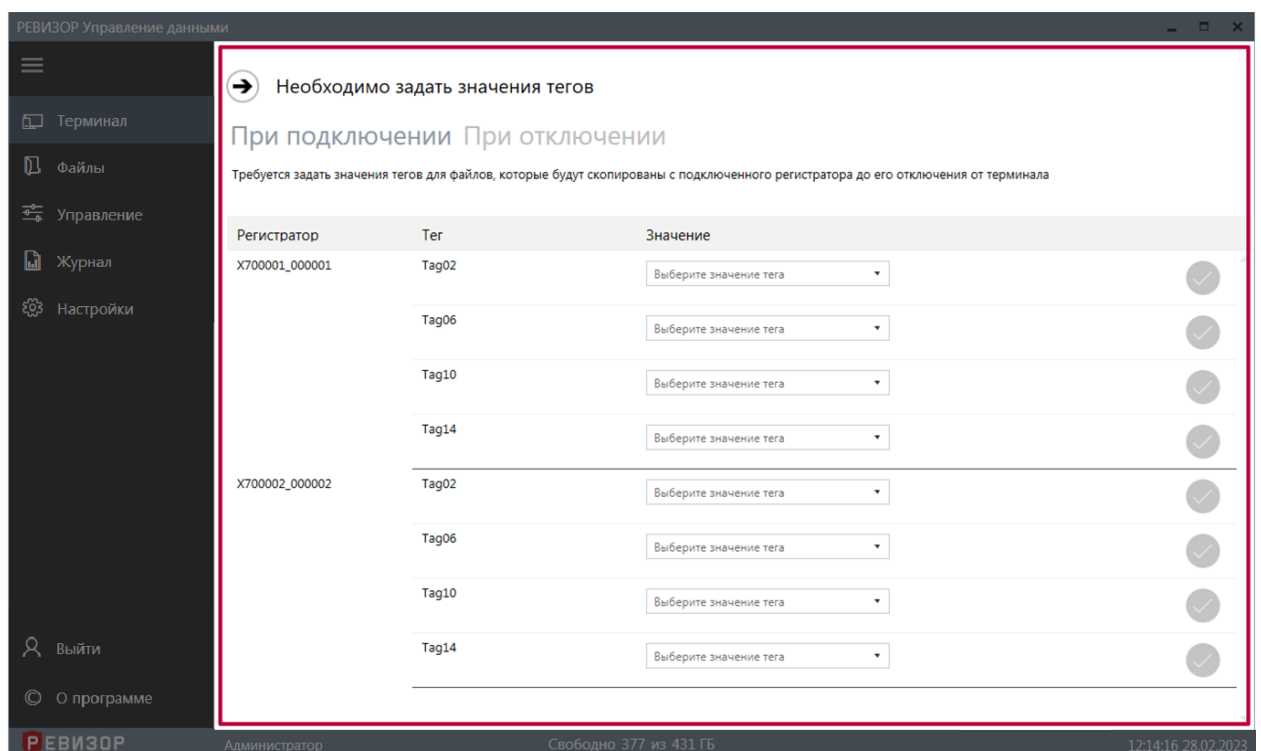 РЕВИЗОР Управление данными
Терминал
Файлы
Управление
Журнал
Настройки
Выйти
О программе
Необходимо задать значения тегов
При подключении При отключении
Требуется задать значения тегов для файлов, которые будут скопированы с подключенного регистратора до его отключения от терминала
Регистратор Тег Значение
X700001_000001 Tag02 Выберите значение тега
Tag06 Выберите значение тега
Tag10 Выберите значение тега
Tag14 Выберите значение тега
X700002_000002 Tag02 Выберите значение тега
Tag06 Выберите значение тега
Tag10 Выберите значение тега
Tag14 Выберите значение тега
РЕВИЗОР Администратор Свободно 377 из 431 ГБ 12:14:16 28.02.2023